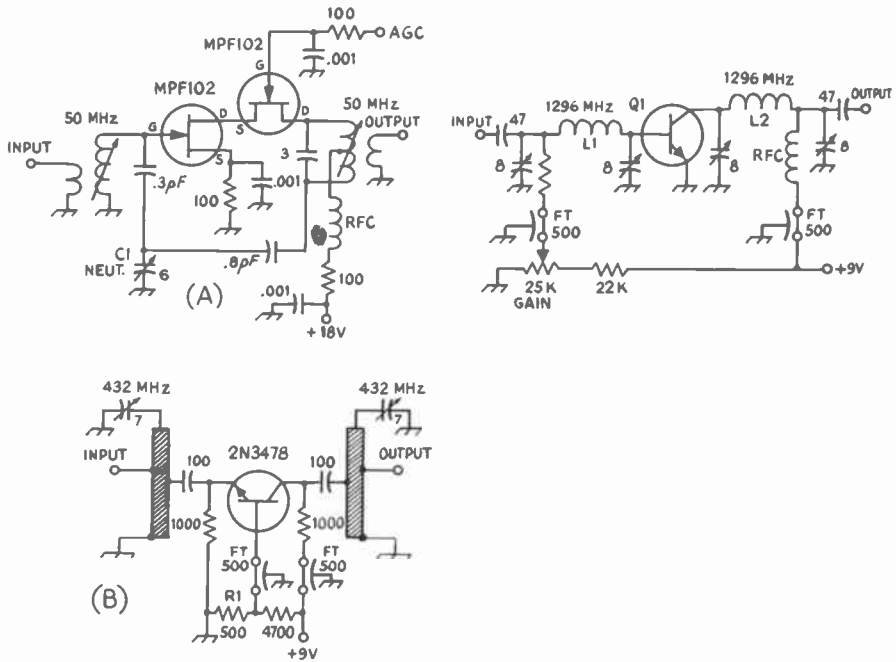 100
AGC
MPF102
.001
G
MPF102
D
S
D
50 MHz
OUTPUT
50 MHz
INPUT
G
S
3
.3pF
100
.001
RFC
C1
NEUT.
6
.8pF
100
(A)
.001
+18V
1296 MHz
1296 MHz
Q1
47
OUTPUT
INPUT
47
L1
L2
8
8
8
8
RFC
FT
500
FT
500
25K
GAIN
22K
+9V
432 MHz
7
432 MHz
7
INPUT
100
2N3478
100
OUTPUT
1000
1000
FT
500
FT
500
(B)
R1
500
4700
+9V